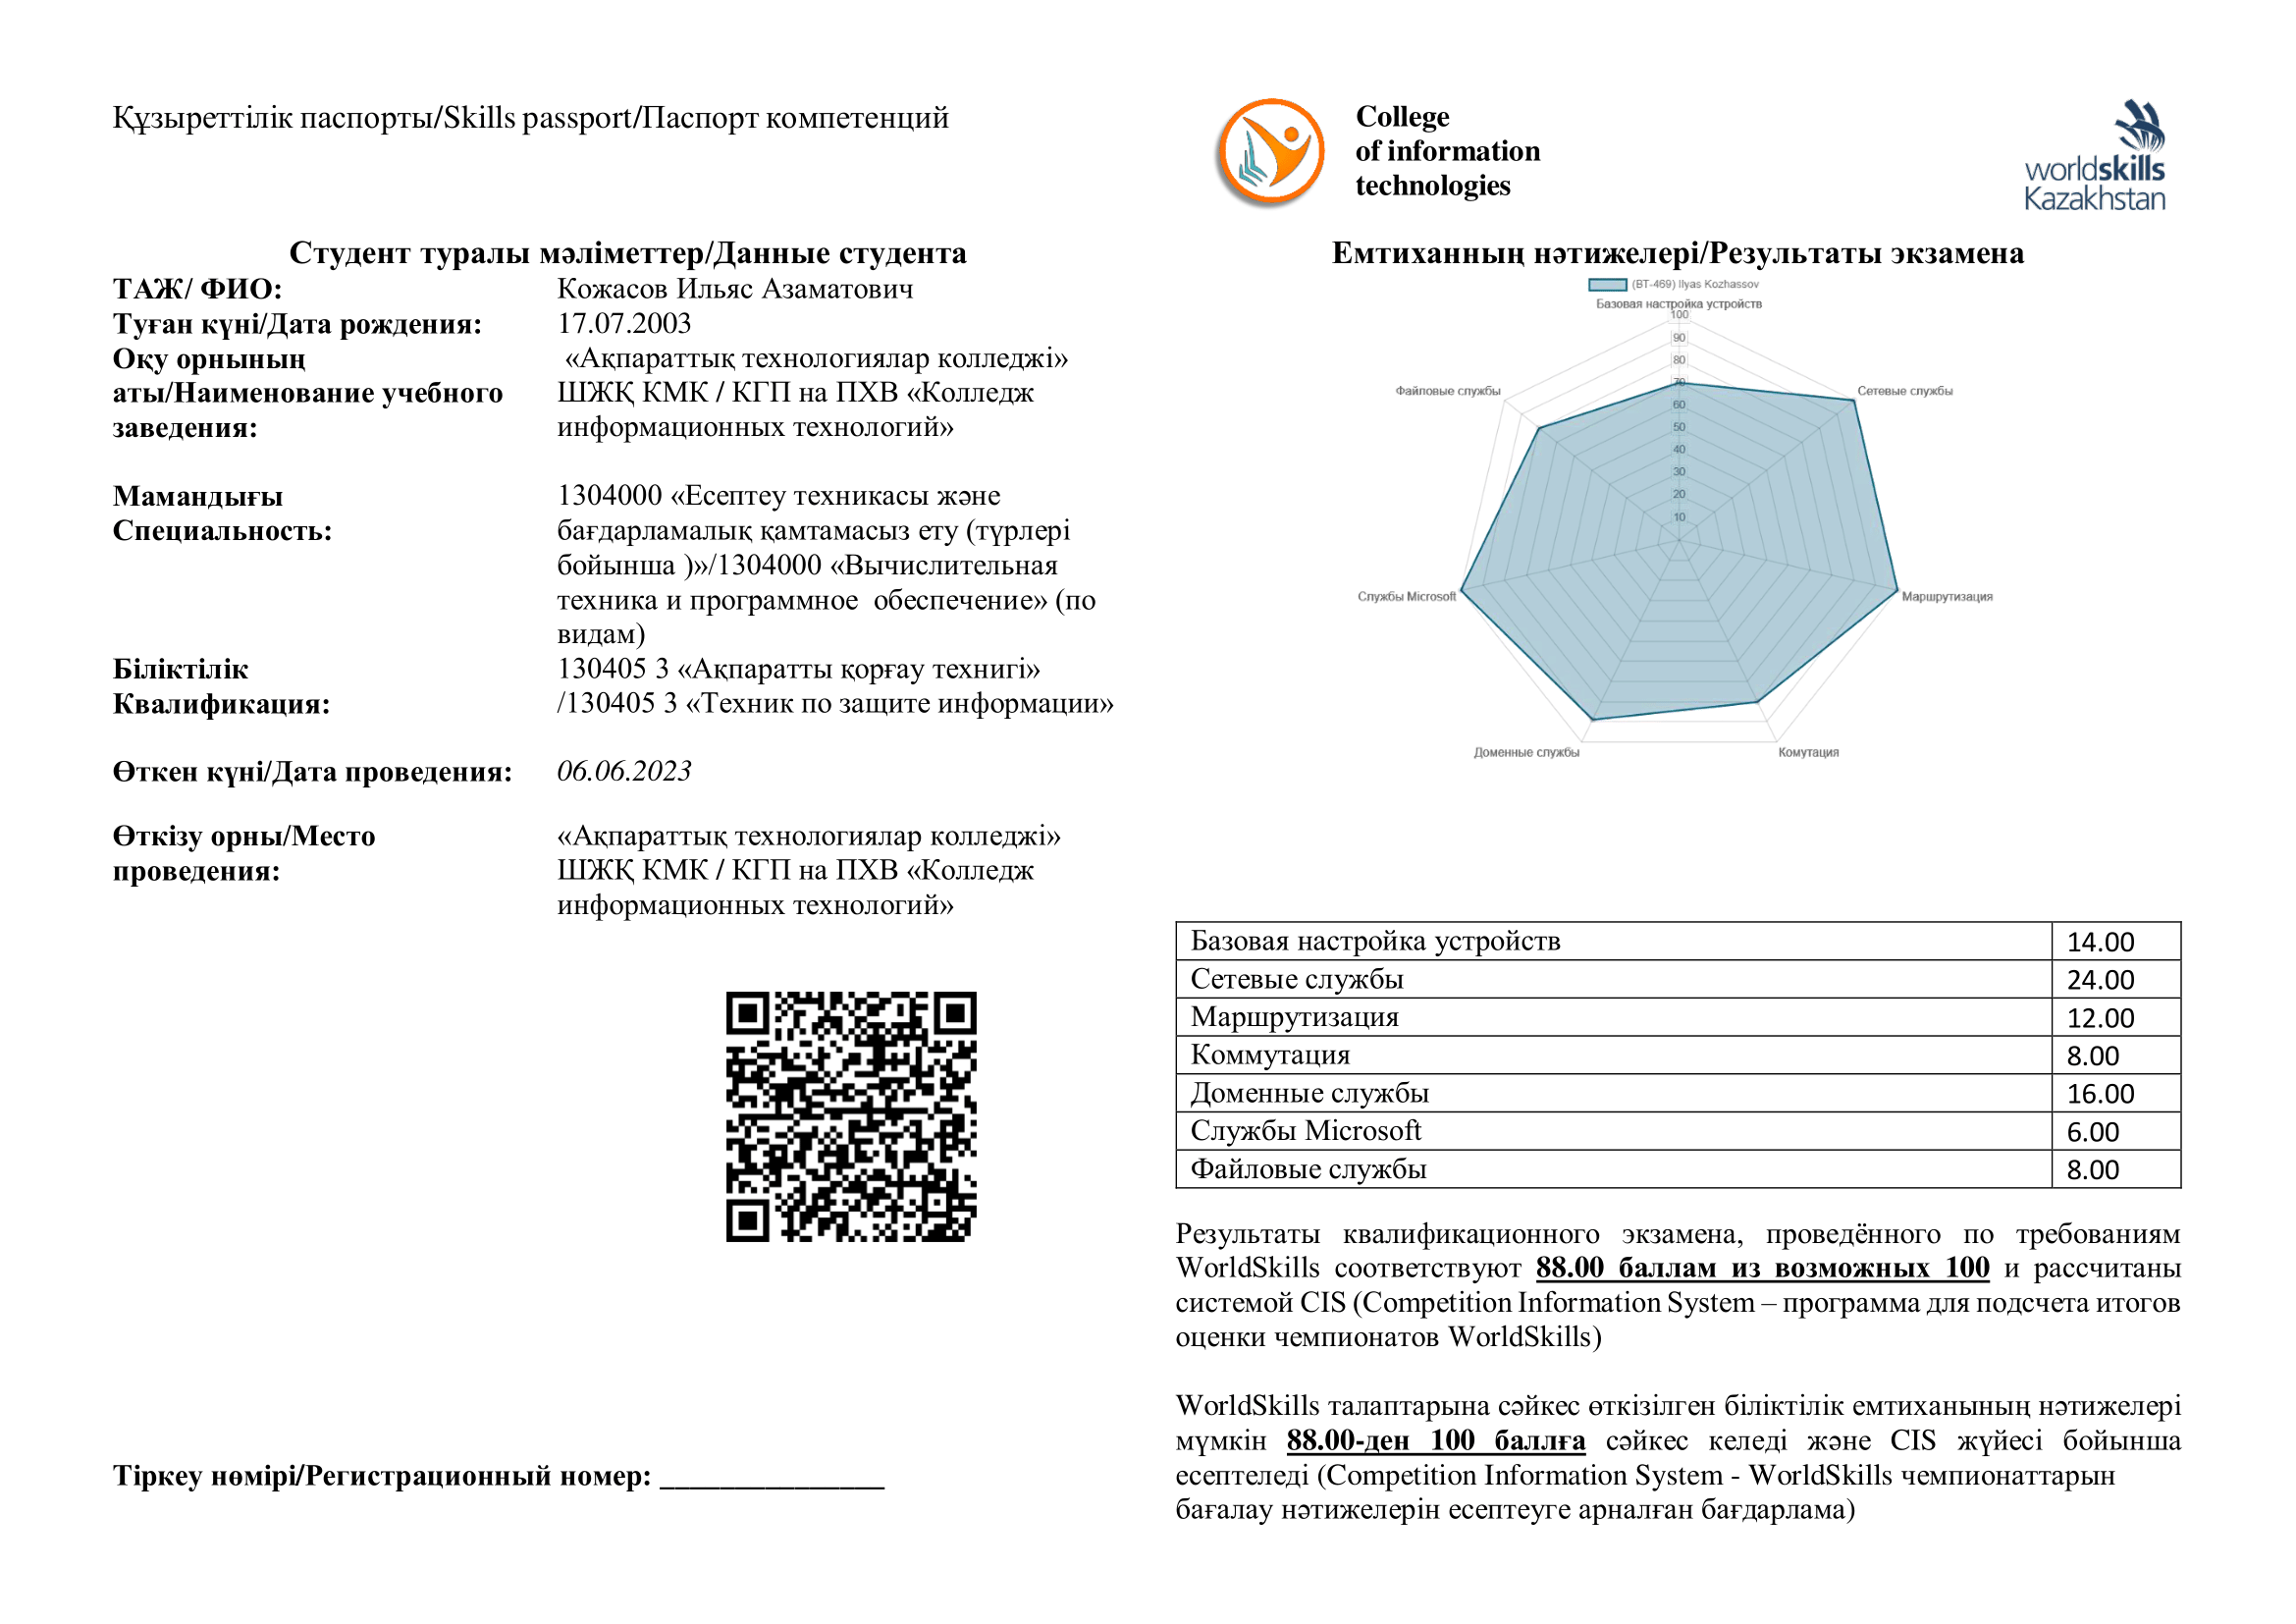 Құзыреттілік паспорты/Skills passport/Паспорт компетенций
Студент туралы мәліметтер/Данные студента
ТАЖ/ ФИО: Кожасов Ильяс Азаматович
Туған күні/Дата рождения: 17.07.2003
Оқу орнының «Ақпараттық технологиялар колледжі»
аты/Наименование учебного ШЖҚ КМК / КГП на ПХВ «Колледж
заведения: информационных технологий»
Мамандығы 1304000 «Есептеу техникасы және
Специальность: бағдарламалық қамтамасыз ету (түрлері
бойынша )»/1304000 «Вычислительная
техника и программное обеспечение» (по
видам)
Біліктілік 130405 3 «Ақпаратты қорғау технигі»
Квалификация: /130405 3 «Техник по защите информации»
Өткен күні/Дата проведения: 06.06.2023
Өткізу орны/Место «Ақпараттық технологиялар колледжі»
проведения: ШЖҚ КМК / КГП на ПХВ «Колледж
информационных технологий»
Тіркеу нөмірі/Регистрационный номер: _______________
College
of information
technologies
worldskills
Kazakhstan
Емтиханның нәтижелері/Результаты экзамена
(BT-469) Ilyas Kozhassov
Базовая настройка устройств
100
90
80
70
60
50
40
30
20
10
Файловые службы
Сетевые службы
Службы Microsoft
Маршрутизация
Доменные службы
Комутация
Базовая настройка устройств 14.00
Сетевые службы 24.00
Маршрутизация 12.00
Коммутация 8.00
Доменные службы 16.00
Службы Microsoft 6.00
Файловые службы 8.00
Результаты квалификационного экзамена, проведённого по требованиям
WorldSkills соответствуют 88.00 баллам из возможных 100 и рассчитаны
системой CIS (Competition Information System – программа для подсчета итогов
оценки чемпионатов WorldSkills)
WorldSkills талаптарына сәйкес өткізілген біліктілік емтиханының нәтижелері
мүмкін 88.00-ден 100 баллға сәйкес келеді және CIS жүйесі бойынша
есептеледі (Competition Information System - WorldSkills чемпионаттарын
бағалау нәтижелерін есептеуге арналған бағдарлама)